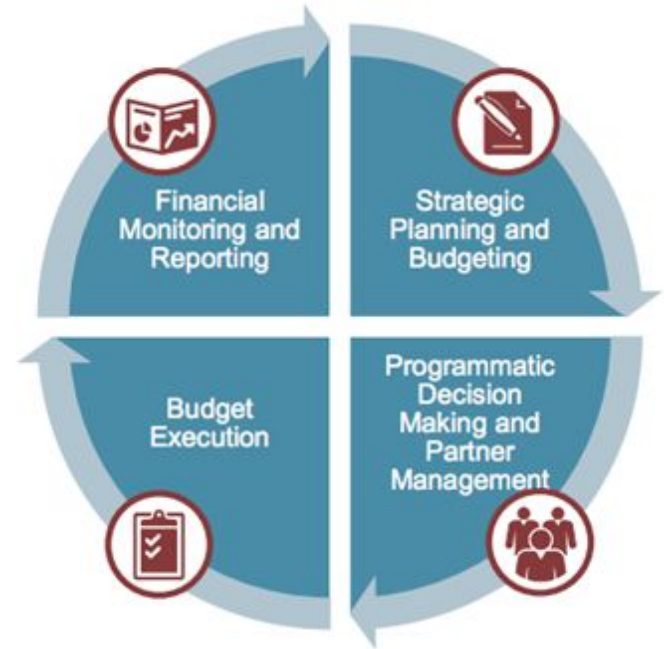 Financial
Monitoring and
Reporting
Strategic
Planning and
Budgeting
Budget
Execution
Programmatic
Decision
Making and
Partner
Management